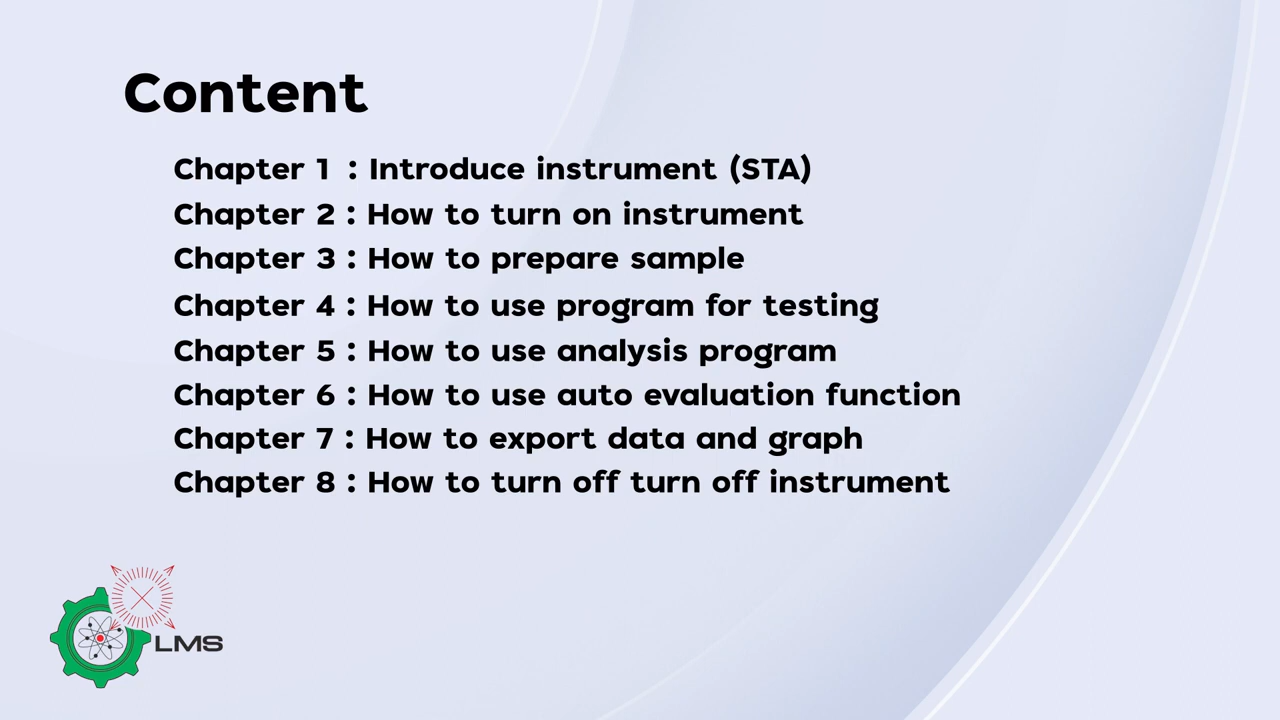 Content
Chapter 1 : Introduce instrument (STA)
Chapter 2 : How to turn on instrument
Chapter 3 : How to prepare sample
Chapter 4 : How to use program for testing
Chapter 5 : How to use analysis program
Chapter 6 : How to use auto evaluation function
Chapter 7 : How to export data and graph
Chapter 8 : How to turn off turn off instrument
LMS